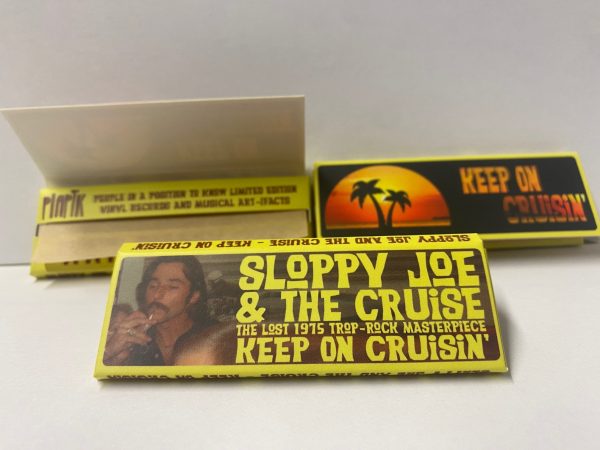 PIAPTK PEOPLE IN A POSITION TO KNOW LIMITED EDITION
VINYL RECORDS AND MUSICAL ART-IFACTS
KEEP ON
CRUISIN'
SLOPPY JOE AND THE CRUISE - KEEP ON CRUISIN'
SLOPPY JOE
& THE CRUISE
THE LOST 1975 TROP-ROCK MASTERPIECE
KEEP ON CRUISIN'